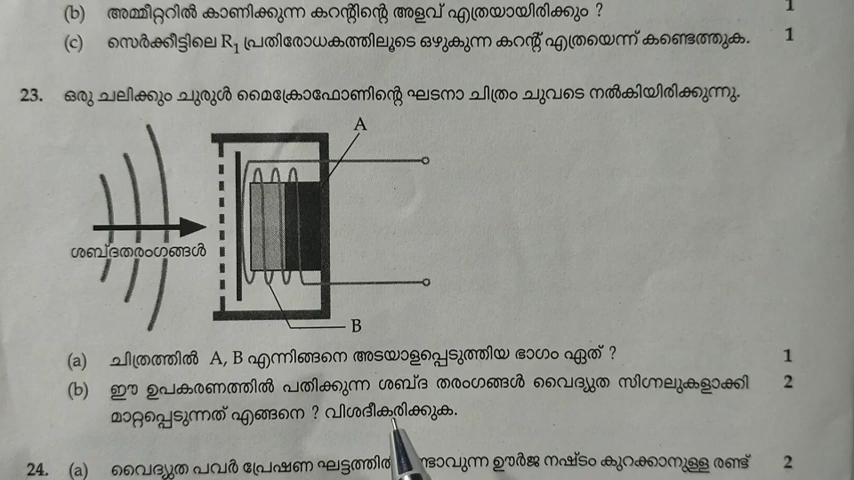 (b) അമ്മീറ്ററിൽ കാണിക്കുന്ന കറന്റിന്റെ അളവ് എത്രയായിരിക്കും ? 1
(c) സെർക്കീട്ടിലെ R₁ പ്രതിരോധകത്തിലൂടെ ഒഴുകുന്ന കറന്റ് എത്രയെന്ന് കണ്ടെത്തുക. 1
23. ഒരു ചലിക്കും ചുരുൾ മൈക്രോഫോണിന്റെ ഘടനാ ചിത്രം ചുവടെ നൽകിയിരിക്കുന്നു.
A
ശബ്ദതരംഗങ്ങൾ
B
(a) ചിത്രത്തിൽ A, B എന്നിങ്ങനെ അടയാളപ്പെടുത്തിയ ഭാഗം ഏത് ? 1
(b) ഈ ഉപകരണത്തിൽ പതിക്കുന്ന ശബ്ദ തരംഗങ്ങൾ വൈദ്യുത സിഗ്നലുകളാക്കി 2
മാറ്റപ്പെടുന്നത് എങ്ങനെ ? വിശദീകരിക്കുക.
24. (a) വൈദ്യുത പവർ പ്രേഷണ ഘട്ടത്തിൽ ഊർജ നഷ്ടം കുറക്കാനുള്ള രണ്ട് 2